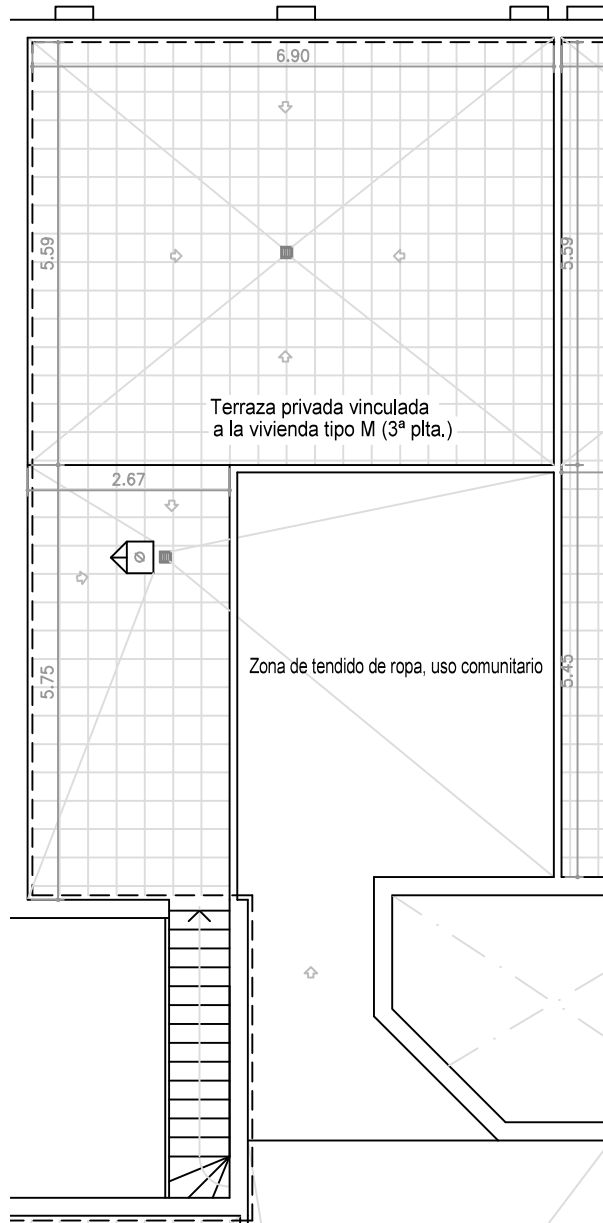 6.90
5.59
5.59
Terraza privada vinculada
a la vivienda tipo M (3ª plta.)
2.67
Zona de tendido de ropa, uso comunitario
5.75
5.45